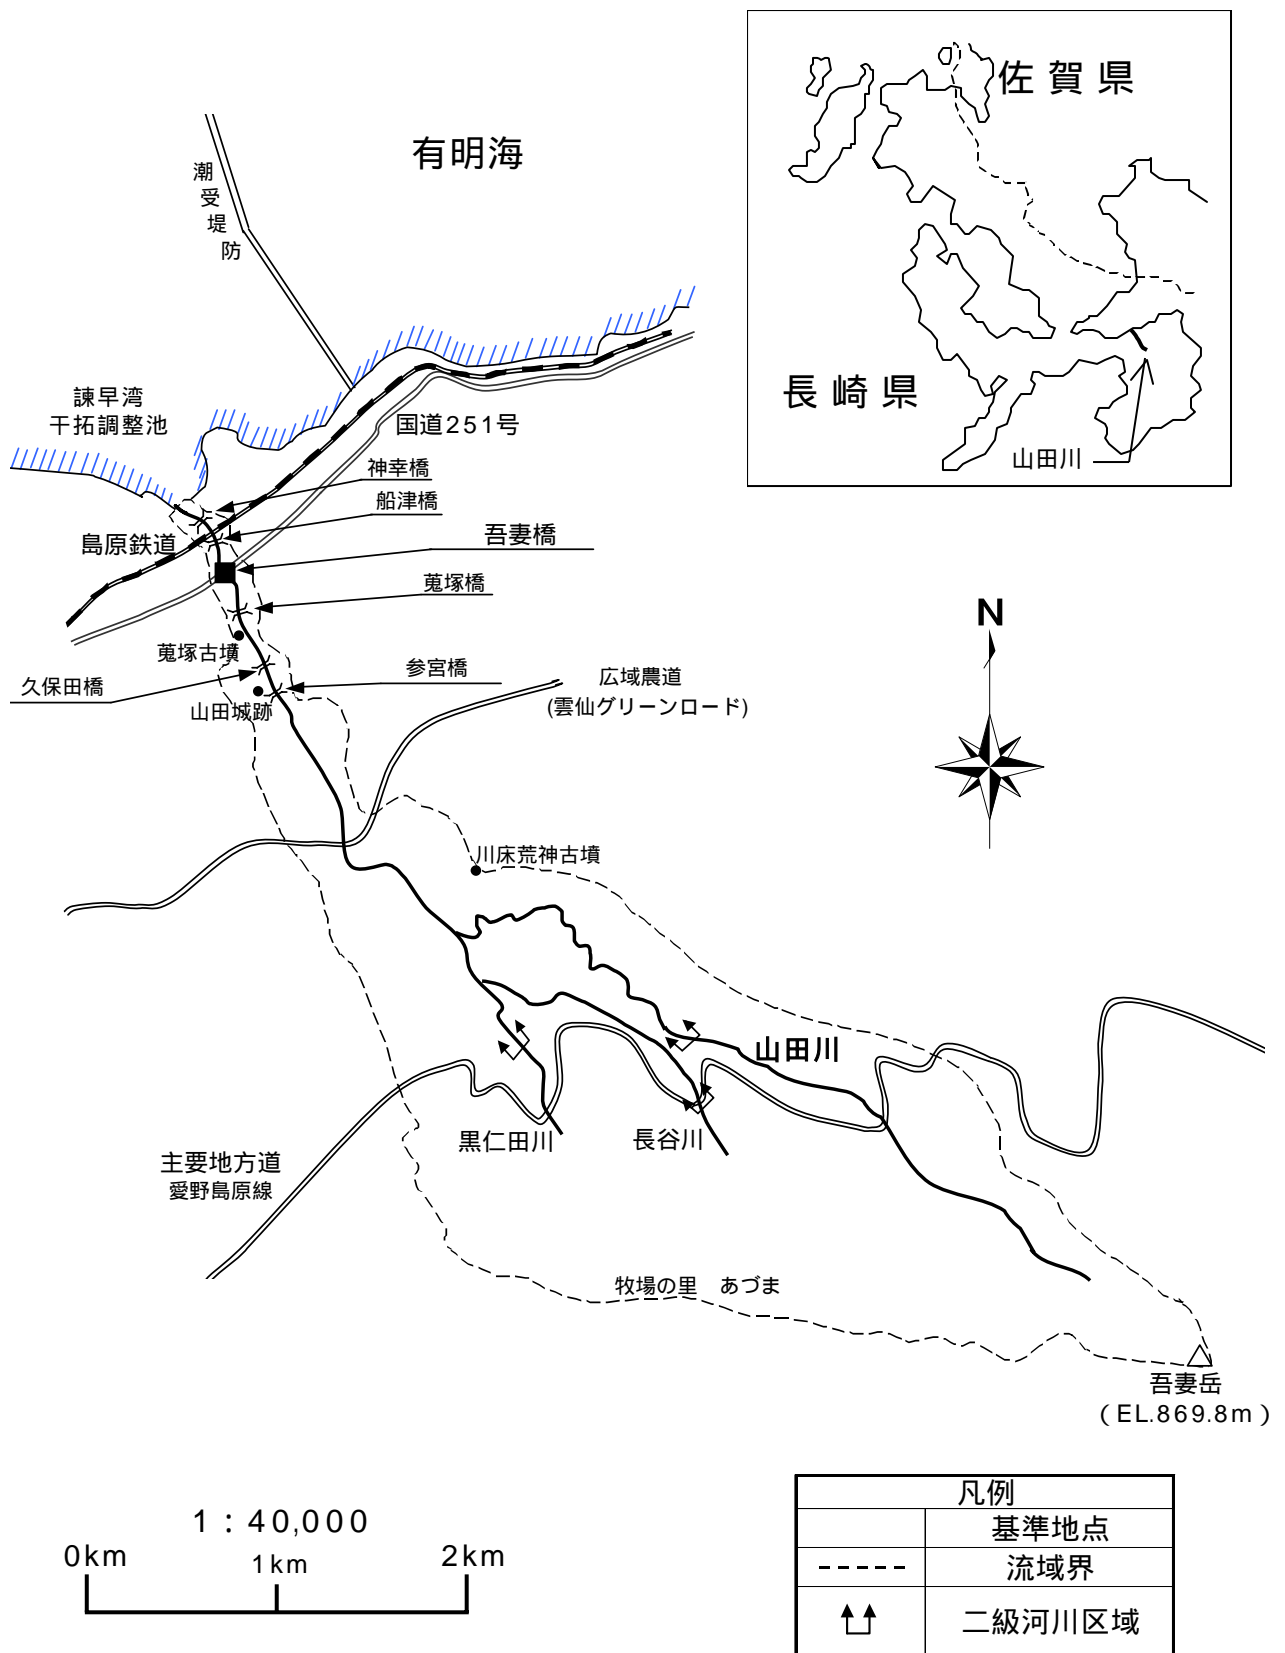 佐賀県
長崎県
山田川
有明海
潮受堤防
諫早湾
干拓調整池
国道251号
神幸橋
船津橋
島原鉄道
吾妻橋
蒐塚橋
蒐塚古墳
久保田橋
参宮橋
山田城跡
広域農道
(雲仙グリーンロード)
N
川床荒神古墳
山田川
黒仁田川
長谷川
主要地方道
愛野島原線
牧場の里 あづま
吾妻岳
(EL.869.8m)
1:40,000
0km 1km 2km
凡例
基準地点
流域界
二級河川区域